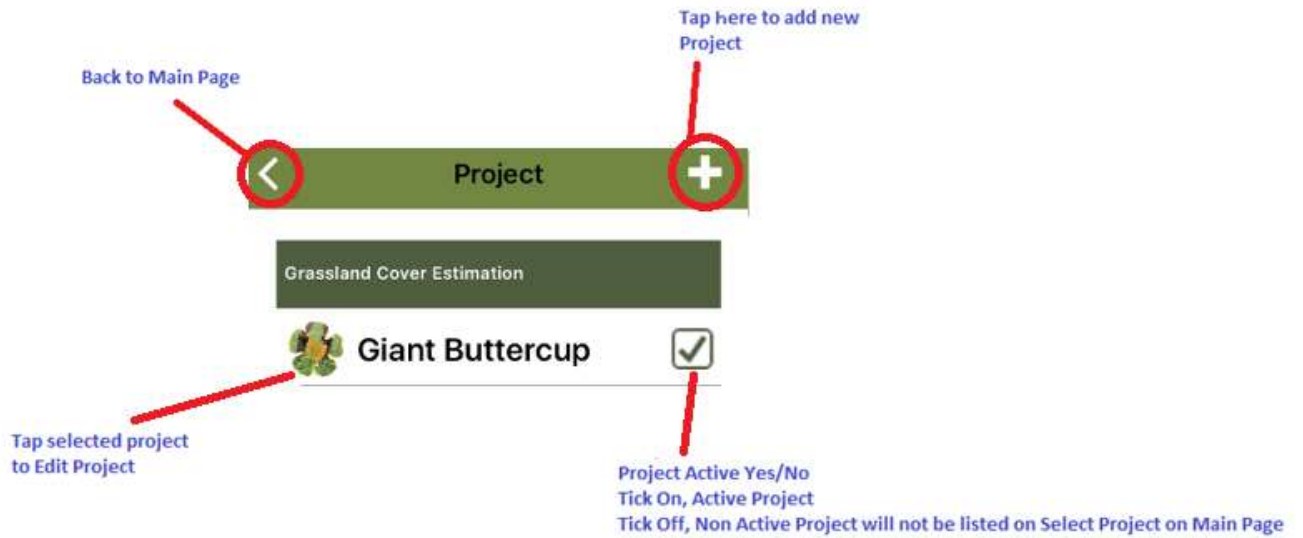 Tap here to add new
Project
Back to Main Page
Project
Grassland Cover Estimation
Giant Buttercup
Tap selected project
to Edit Project
Project Active Yes/No
Tick On, Active Project
Tick Off, Non Active Project will not be listed on Select Project on Main Page